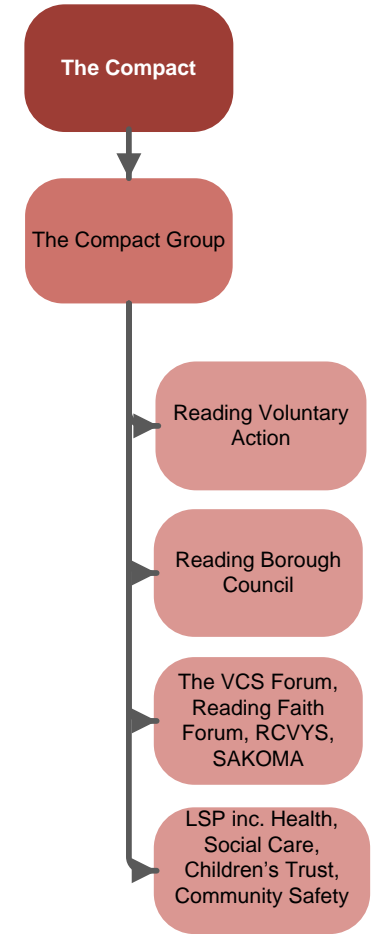 The Compact
The Compact Group
Reading Voluntary
Action
Reading Borough
Council
The VCS Forum,
Reading Faith
Forum, RCVYS,
SAKOMA
LSP inc. Health,
Social Care,
Children’s Trust,
Community Safety